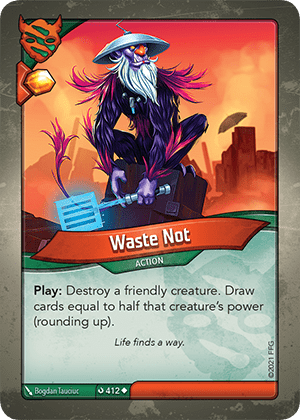 Waste Not
ACTION
Play: Destroy a friendly creature. Draw
cards equal to half that creature's power
(rounding up).
Life finds a way.
Bogdan Tauciuc
412
©2021 FFG